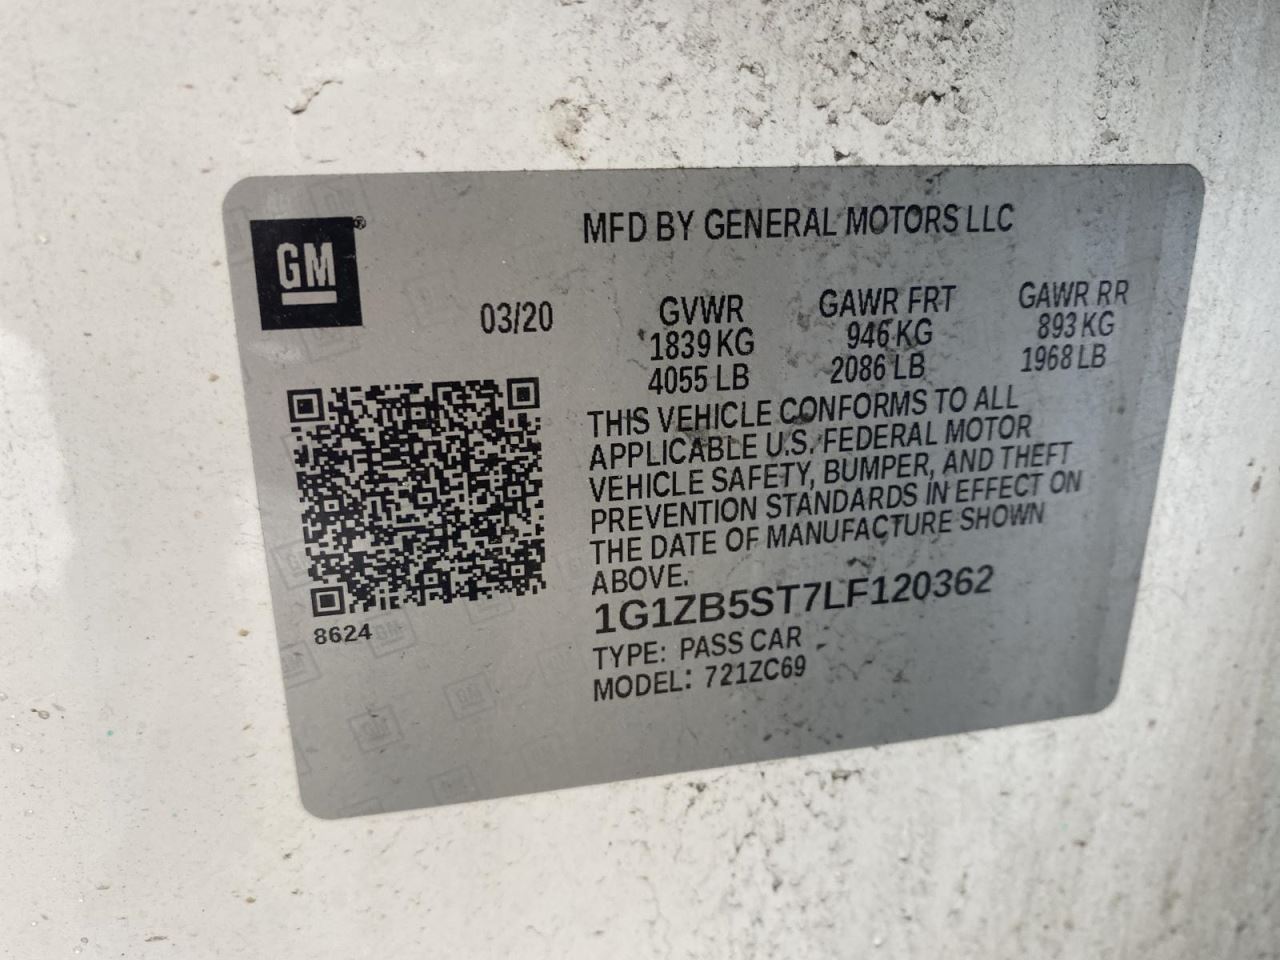 GM®
MFD BY GENERAL MOTORS LLC
03/20
GVWR GAWR FRT GAWR RR
1839 KG 946 KG 893 KG
4055 LB 2086 LB 1968 LB
THIS VEHICLE CONFORMS TO ALL
APPLICABLE U.S. FEDERAL MOTOR
VEHICLE SAFETY, BUMPER, AND THEFT
PREVENTION STANDARDS IN EFFECT ON
THE DATE OF MANUFACTURE SHOWN
ABOVE.
1G1ZB5ST7LF120362
8624
TYPE: PASS CAR
MODEL: 721ZC69